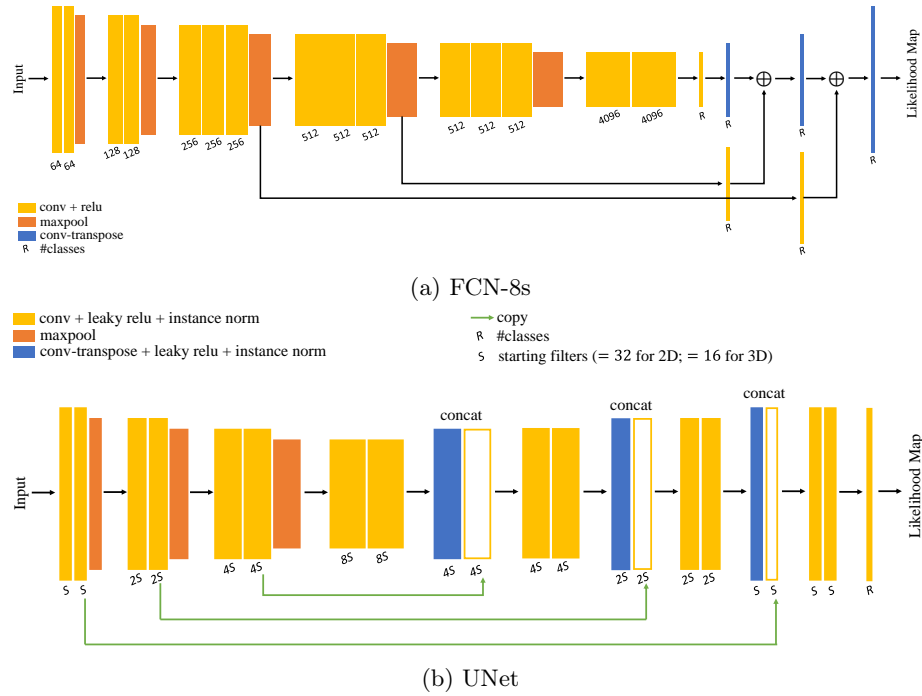 Input
64 64
128 128
256 256 256
512 512 512
512 512 512
4096 4096
R
R
R
R
R
R
Likelihood Map
conv + relu
maxpool
conv-transpose
R #classes
(a) FCN-8s
conv + leaky relu + instance norm
maxpool
conv-transpose + leaky relu + instance norm
copy
R #classes
S starting filters (= 32 for 2D; = 16 for 3D)
concat
concat
concat
Input
S S
2S 2S
4S 4S
8S 8S
4S 4S
4S 4S
2S 2S
2S 2S
S S
S S
R
Likelihood Map
(b) UNet